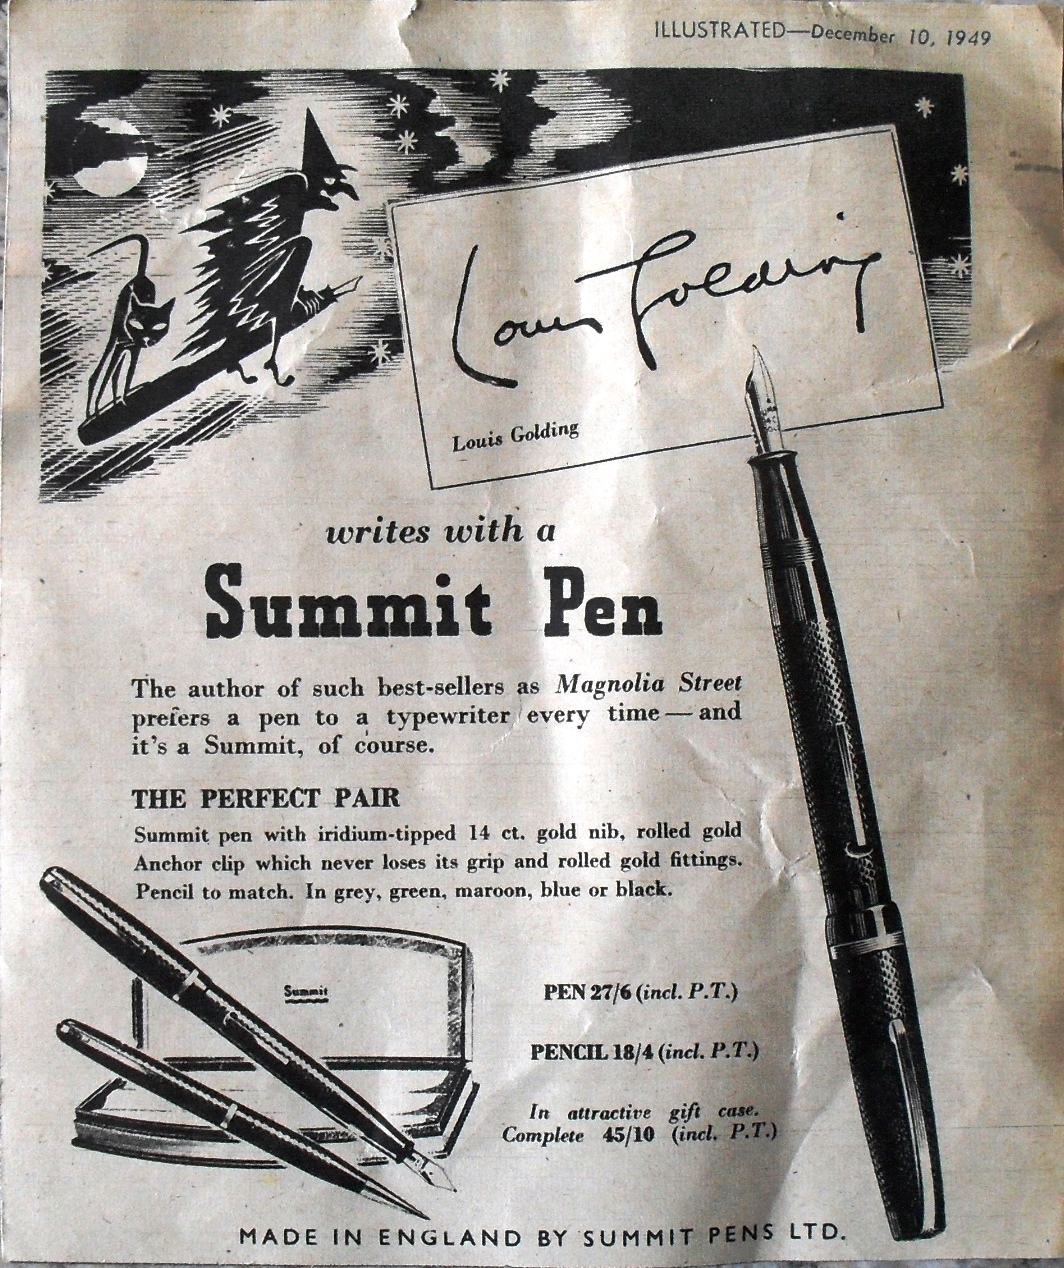 ILLUSTRATED—December 10, 1949
Louis Golding
Louis Golding
writes with a
Summit Pen
The author of such best-sellers as Magnolia Street
prefers a pen to a typewriter every time — and
it's a Summit, of course.
THE PERFECT PAIR
Summit pen with iridium-tipped 14 ct. gold nib, rolled gold
Anchor clip which never loses its grip and rolled gold fittings.
Pencil to match. In grey, green, maroon, blue or black.
Summit
PEN 27/6 (incl. P.T.)
PENCIL 18/4 (incl. P.T.)
In attractive gift case.
Complete 45/10 (incl. P.T.)
MADE IN ENGLAND BY SUMMIT PENS LTD.